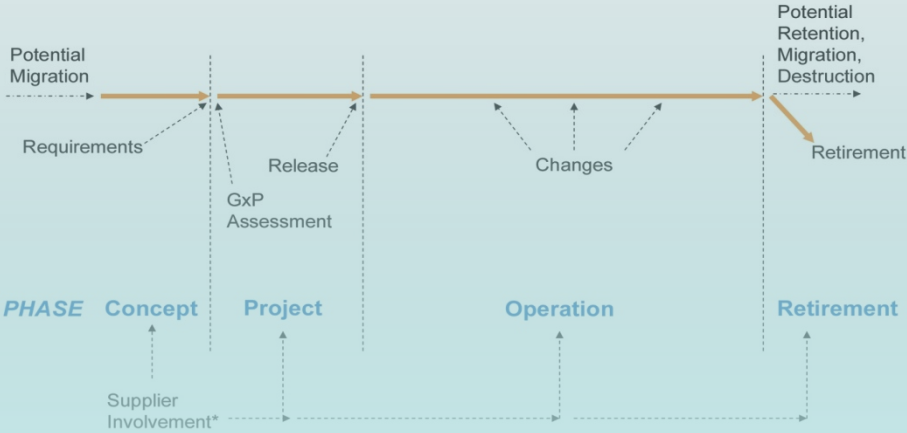 Potential
Retention,
Migration,
Destruction
Potential
Migration
Requirements
Release
Changes
Retirement
GxP
Assessment
PHASE Concept Project Operation Retirement
Supplier
Involvement*